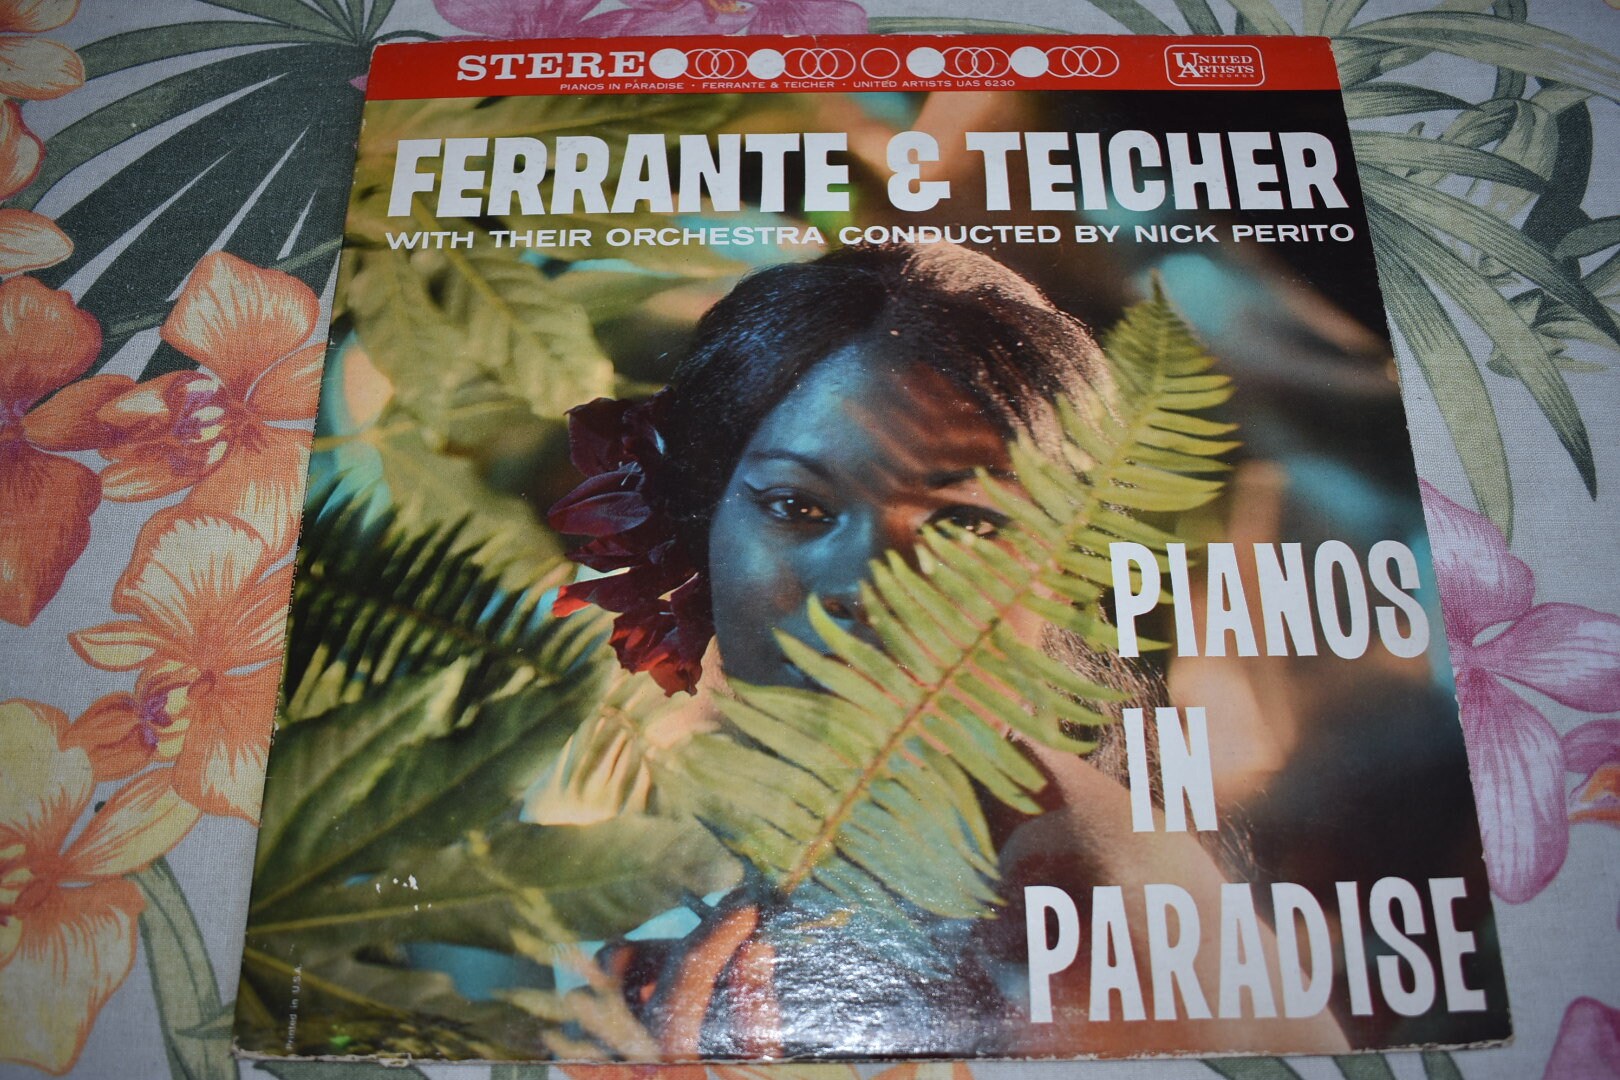 STEREO
UNITED
ARTISTS
RECORDS
PIANOS IN PARADISE • FERRANTE & TEICHER • UNITED ARTISTS UAS 6230
FERRANTE & TEICHER
WITH THEIR ORCHESTRA CONDUCTED BY NICK PERITO
PIANOS
IN
PARADISE
Printed in U.S.A.